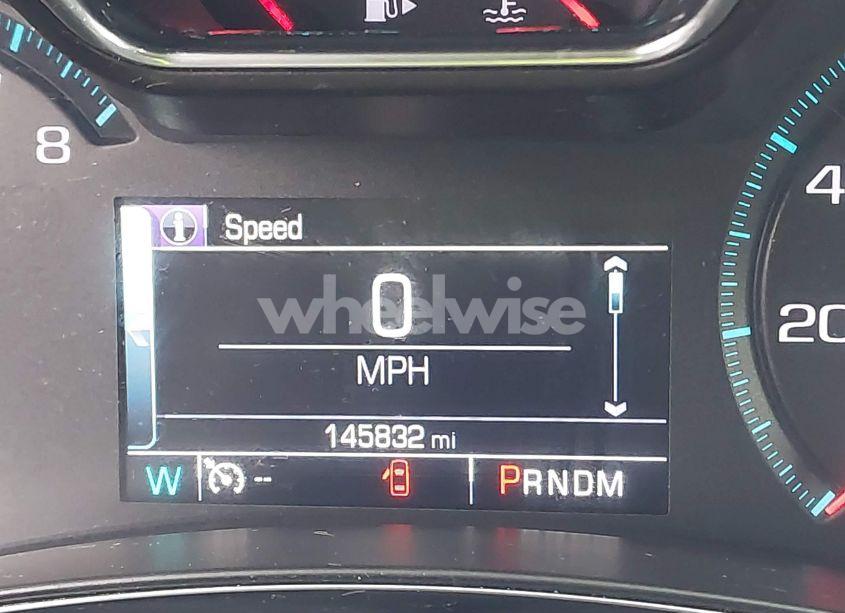 8
4
20
Speed
0
wheelwise
MPH
145832 mi
W -- PRNDM